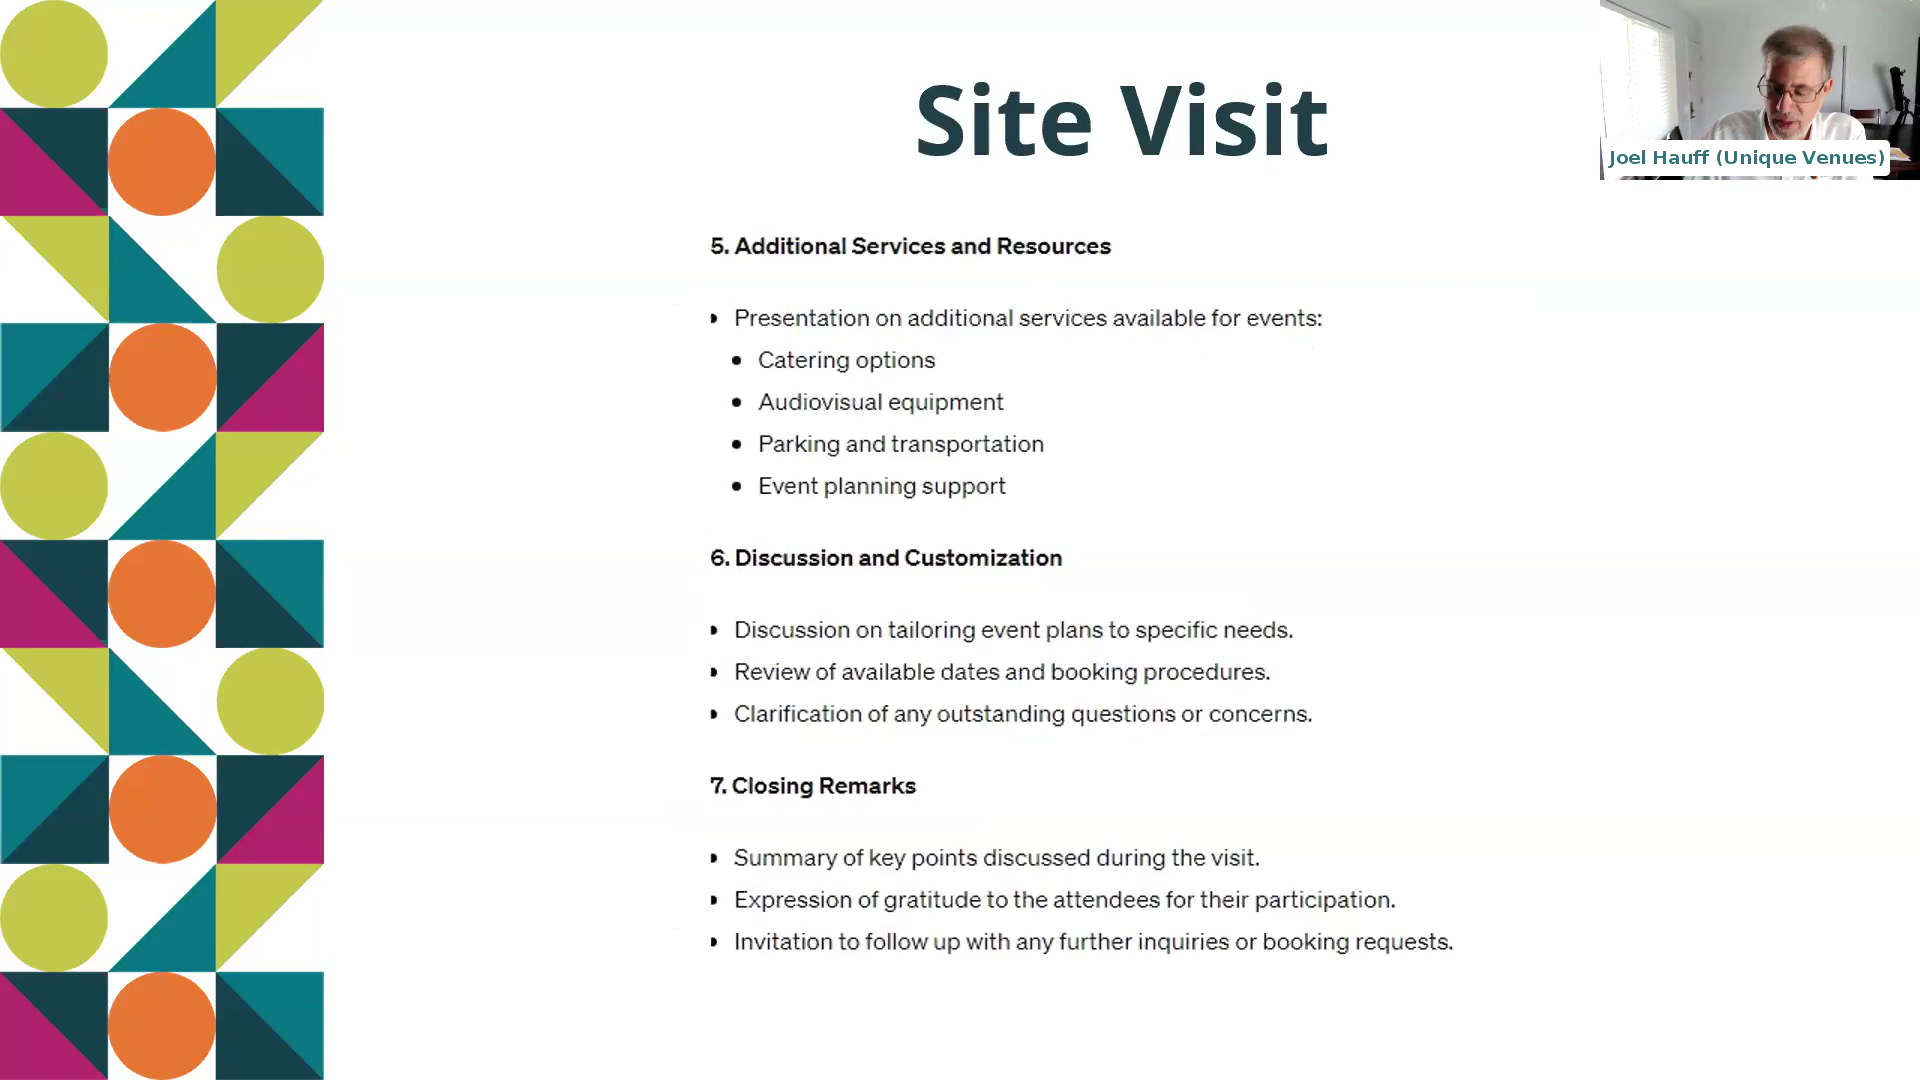 Site Visit
Joel Hauff (Unique Venues)
5. Additional Services and Resources
Presentation on additional services available for events:
Catering options
Audiovisual equipment
Parking and transportation
Event planning support
6. Discussion and Customization
Discussion on tailoring event plans to specific needs.
Review of available dates and booking procedures.
Clarification of any outstanding questions or concerns.
7. Closing Remarks
Summary of key points discussed during the visit.
Expression of gratitude to the attendees for their participation.
Invitation to follow up with any further inquiries or booking requests.